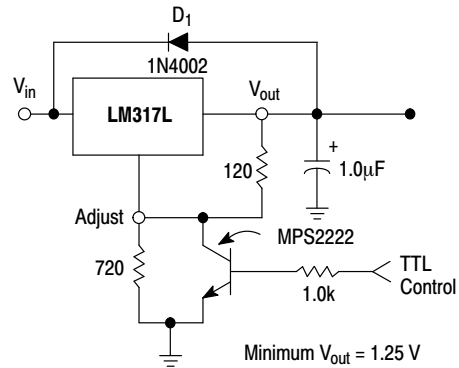 D1
1N4002
Vin
LM317L
Vout
120
+
1.0μF
Adjust
MPS2222
720
1.0k
TTL
Control
Minimum Vout = 1.25 V